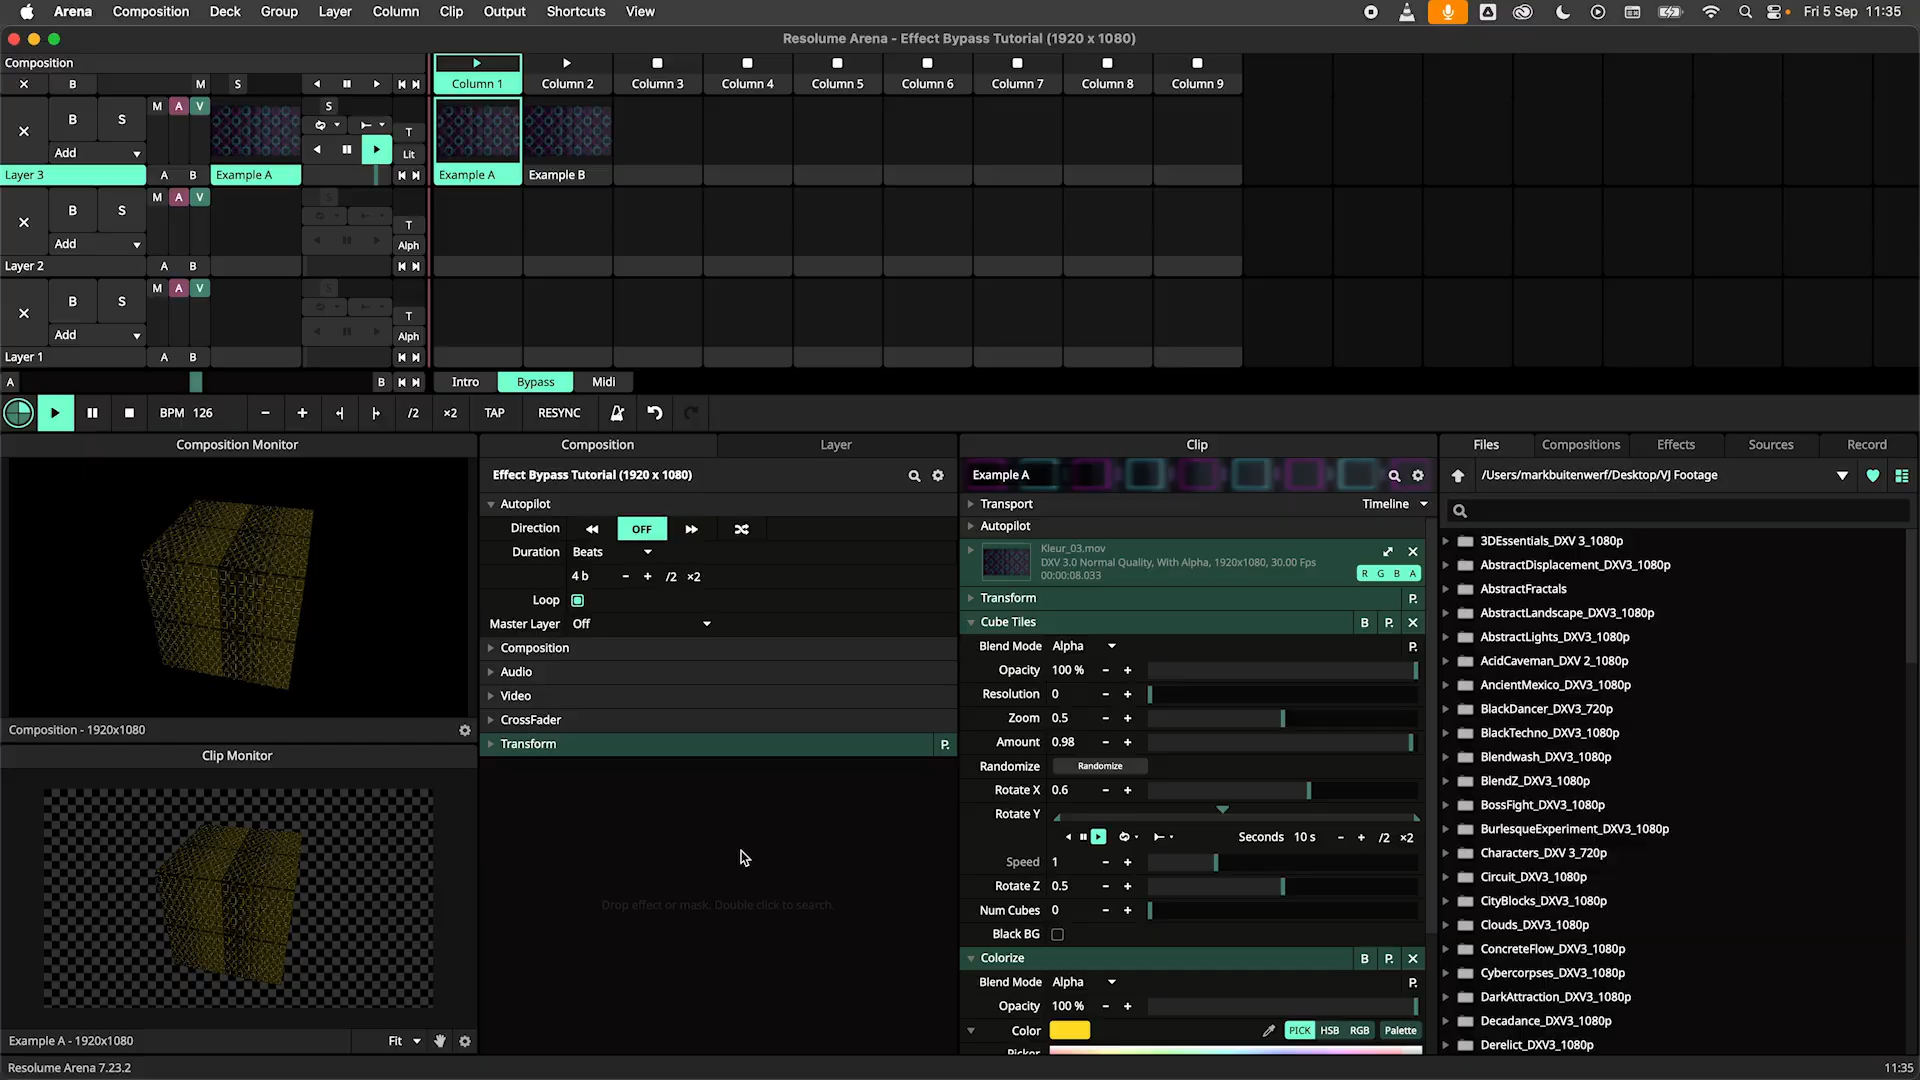 Arena Composition Deck Group Layer Column Clip Output Shortcuts View Fri 5 Sep 11:35
Resolume Arena - Effect Bypass Tutorial (1920 x 1080)
Composition
B M S Column 1 Column 2 Column 3 Column 4 Column 5 Column 6 Column 7 Column 8 Column 9
M A V S
B S T
Add Lit
Layer 3 A B Example A Example A Example B
M A V S
B S T
Add Alph
Layer 2 A B
M A V S
B S T
Add Alph
Layer 1 A B
A B Intro Bypass Midi
BPM 126 - + /2 ×2 TAP RESYNC
Composition Monitor
Composition - 1920x1080
Clip Monitor
Example A - 1920x1080 Fit
Composition Layer
Effect Bypass Tutorial (1920 x 1080)
Autopilot
Direction OFF
Duration Beats
4 b - + /2 ×2
Loop
Master Layer Off
Composition
Audio
Video
CrossFader
Transform P.
Drop effect or mask. Double click to search.
Clip
Example A
Transport Timeline
Autopilot
Kleur_03.mov
DXV 3.0 Normal Quality, With Alpha, 1920x1080, 30.00 Fps
00:00:08.033 R G B A
Transform P.
Cube Tiles B P.
Blend Mode Alpha P.
Opacity 100 % - +
Resolution 0 - +
Zoom 0.5 - +
Amount 0.98 - +
Randomize Randomize
Rotate X 0.6 - +
Rotate Y
Seconds 10 s - + /2 ×2
Speed 1 - +
Rotate Z 0.5 - +
Num Cubes 0 - +
Black BG
Colorize B P.
Blend Mode Alpha P.
Opacity 100 % - +
Color PICK HSB RGB Palette
Picker
Files Compositions Effects Sources Record
/Users/markbuitenwerf/Desktop/VJ Footage
3DEssentials_DXV 3_1080p
AbstractDisplacement_DXV3_1080p
AbstractFractals
AbstractLandscape_DXV3_1080p
AbstractLights_DXV3_1080p
AcidCaveman_DXV 2_1080p
AncientMexico_DXV3_1080p
BlackDancer_DXV3_720p
BlackTechno_DXV3_1080p
Blendwash_DXV3_1080p
BlendZ_DXV3_1080p
BossFight_DXV3_1080p
BurlesqueExperiment_DXV3_1080p
Characters_DXV 3_720p
Circuit_DXV3_1080p
CityBlocks_DXV3_1080p
Clouds_DXV3_1080p
ConcreteFlow_DXV3_1080p
Cybercorpses_DXV3_1080p
DarkAttraction_DXV3_1080p
Decadance_DXV3_1080p
Derelict_DXV3_1080p
Resolume Arena 7.23.2 11:35